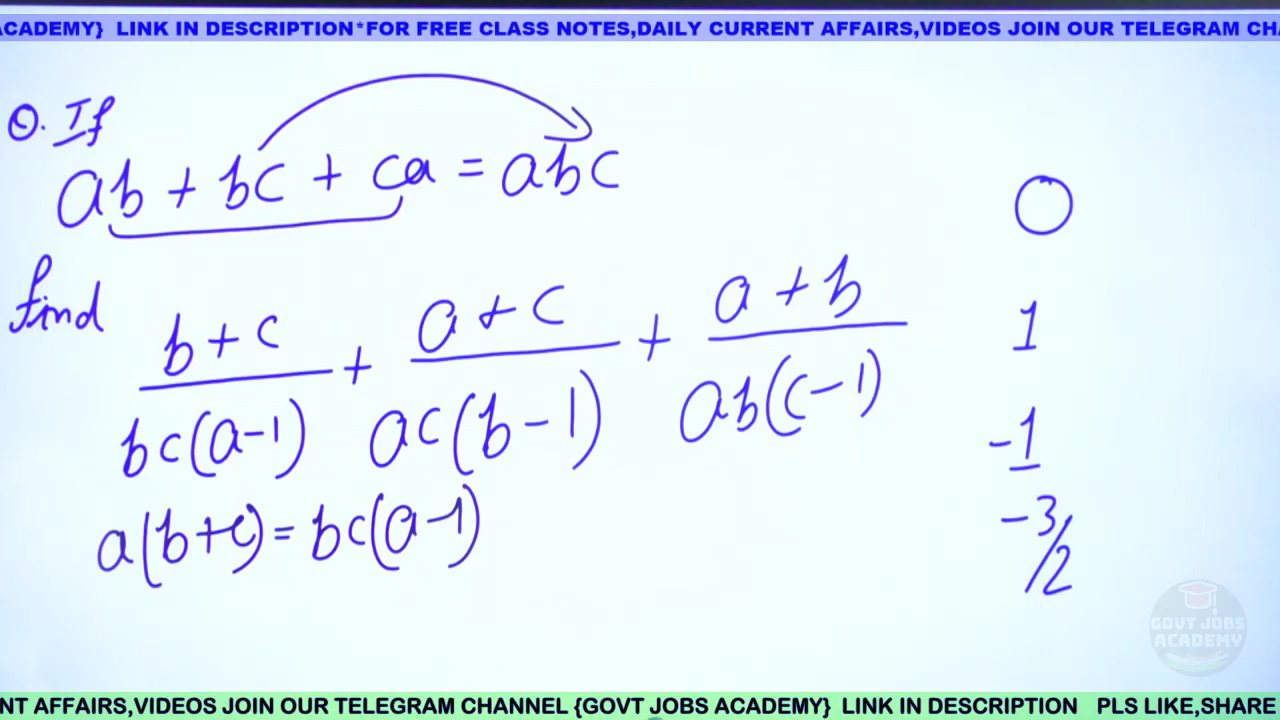 ACADEMY} LINK IN DESCRIPTION*FOR FREE CLASS NOTES,DAILY CURRENT AFFAIRS,VIDEOS JOIN OUR TELEGRAM CHA
Q. If
ab + bc + ca = abc
find
b+c/bc(a-1) + a+c/ac(b-1) + a+b/ab(c-1)
a(b+c) = bc(a-1)
0
1
-1
-3/2
GOVT JOBS
ACADEMY
NT AFFAIRS,VIDEOS JOIN OUR TELEGRAM CHANNEL {GOVT JOBS ACADEMY} LINK IN DESCRIPTION PLS LIKE,SHARE